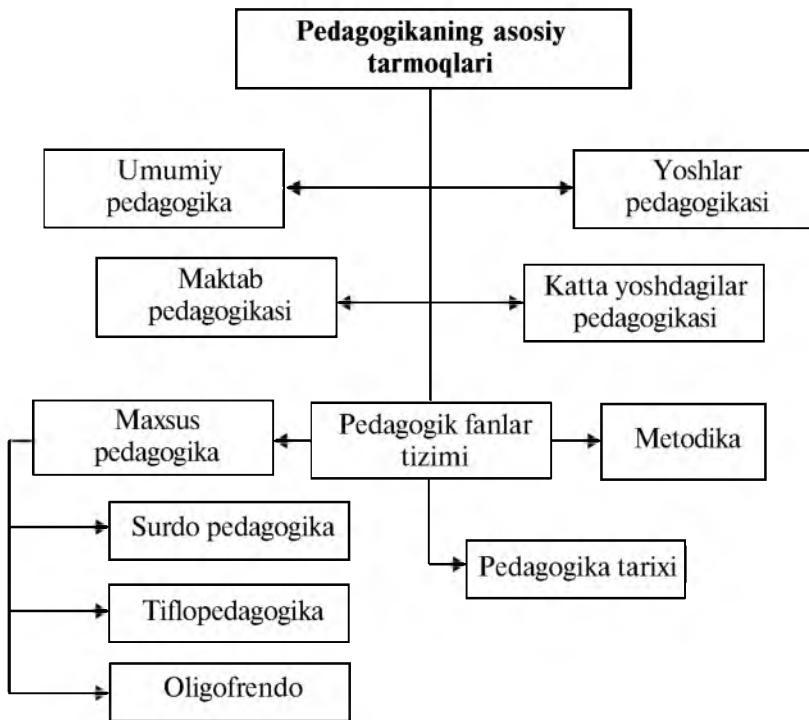 Pedagogikaning asosiy
tarmoqlari
Umumiy
pedagogika
Yoshlar
pedagogikasi
Maktab
pedagogikasi
Katta yoshdagilar
pedagogikasi
Maxsus
pedagogika
Pedagogik fanlar
tizimi
Metodika
Surdo pedagogika
Pedagogika tarixi
Tiflopedagogika
Oligofrendo